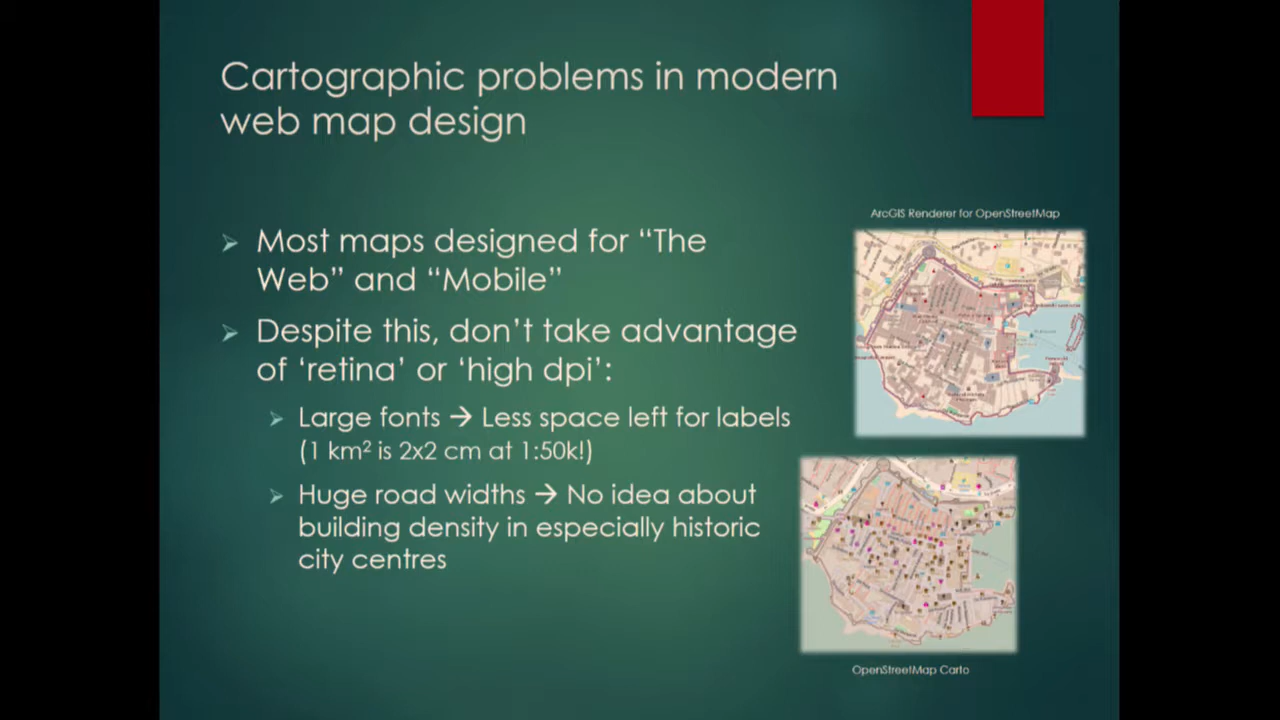 Cartographic problems in modern
web map design
Most maps designed for “The
Web” and “Mobile”
Despite this, don’t take advantage
of ‘retina’ or ‘high dpi’:
Large fonts → Less space left for labels
(1 km² is 2x2 cm at 1:50k!)
Huge road widths → No idea about
building density in especially historic
city centres
ArcGIS Renderer for OpenStreetMap
OpenStreetMap Carto